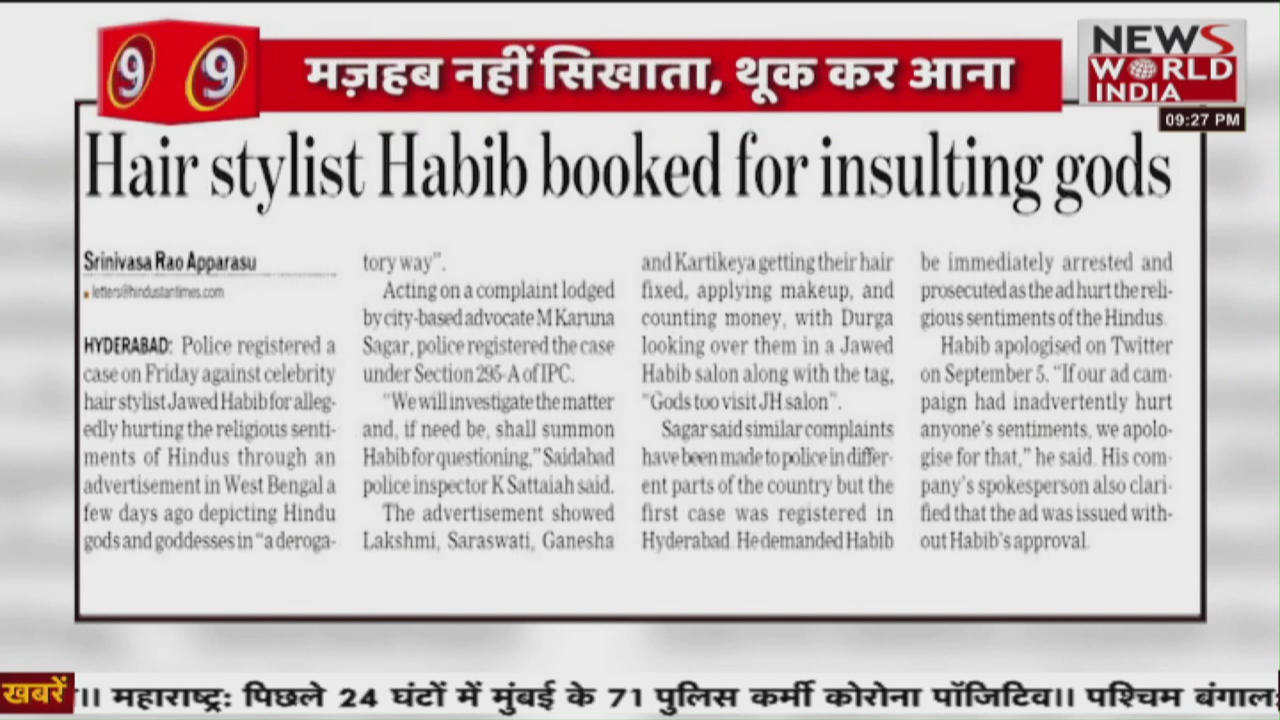 9 9
मज़हब नहीं सिखाता, थूक कर आना
NEWS
WORLD
INDIA
09:27 PM
Hair stylist Habib booked for insulting gods
Srinivasa Rao Apparasu
letters@hindustantimes.com
HYDERABAD: Police registered a
case on Friday against celebrity
hair stylist Jawed Habib for alleg-
edly hurting the religious senti-
ments of Hindus through an
advertisement in West Bengal a
few days ago depicting Hindu
gods and goddesses in "a deroga-
tory way".
Acting on a complaint lodged
by city-based advocate M Karuna
Sagar, police registered the case
under Section 295-A of IPC.
"We will investigate the matter
and, if need be, shall summon
Habib for questioning," Saidabad
police inspector K Sattaiah said.
The advertisement showed
Lakshmi, Saraswati, Ganesha
and Kartikeya getting their hair
fixed, applying makeup, and
counting money, with Durga
looking over them in a Jawed
Habib salon along with the tag,
"Gods too visit JH salon".
Sagar said similar complaints
have been made to police in differ-
ent parts of the country but the
first case was registered in
Hyderabad. He demanded Habib
be immediately arrested and
prosecuted as the ad hurt the reli-
gious sentiments of the Hindus.
Habib apologised on Twitter
on September 5. "If our ad cam-
paign had inadvertently hurt
anyone's sentiments, we apolo-
gise for that," he said. His com-
pany's spokesperson also clari-
fied that the ad was issued with-
out Habib's approval.
खबरें
।। महाराष्ट्र: पिछले 24 घंटों में मुंबई के 71 पुलिस कर्मी कोरोना पॉजिटिव।। पश्चिम बंगाल: